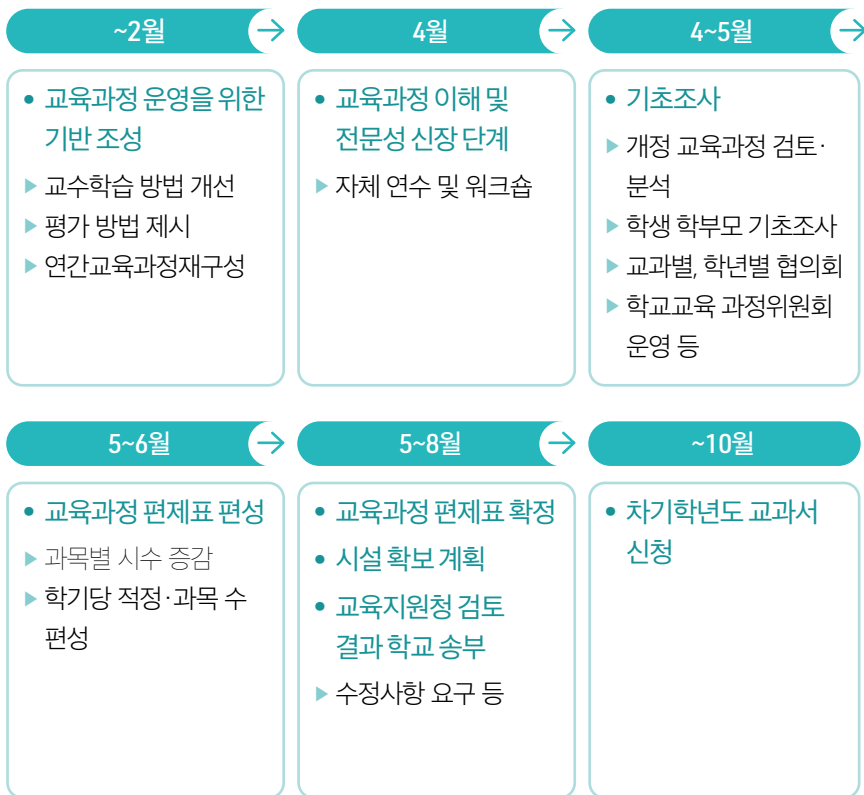 ~2월
• 교육과정 운영을 위한
기반 조성
▶ 교수학습 방법 개선
▶ 평가 방법 제시
▶ 연간교육과정재구성
4월
• 교육과정 이해 및
전문성 신장 단계
▶ 자체 연수 및 워크숍
4~5월
• 기초조사
▶ 개정 교육과정 검토·
분석
▶ 학생 학부모 기초조사
▶ 교과별, 학년별 협의회
▶ 학교교육 과정위원회
운영 등
5~6월
• 교육과정 편제표 편성
▶ 과목별 시수 증감
▶ 학기당 적정·과목 수
편성
5~8월
• 교육과정 편제표 확정
• 시설 확보 계획
• 교육지원청 검토
결과 학교 송부
▶ 수정사항 요구 등
~10월
• 차기학년도 교과서
신청